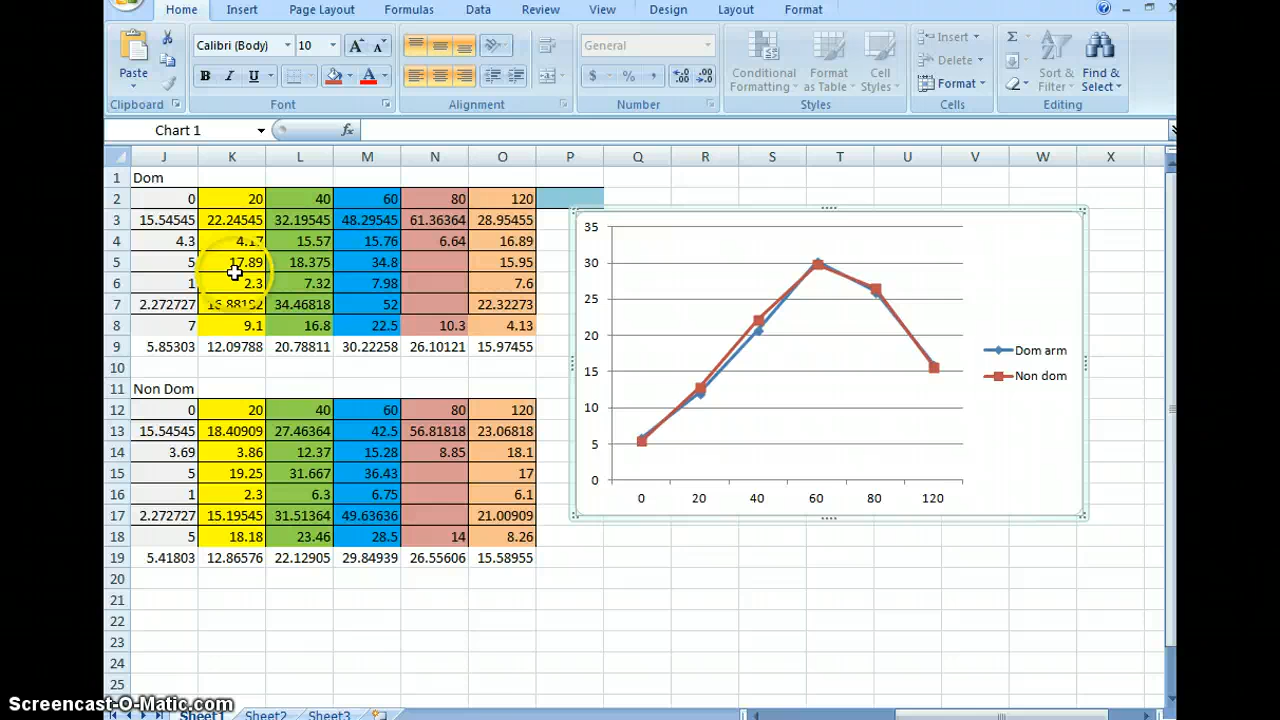 Home Insert Page Layout Formulas Data Review View Design Layout Format
Calibri (Body) 10 General Insert
Paste Delete
B I U $ % Conditional Formatting Format as Table Cell Styles Format Sort & Filter Find & Select
Clipboard Font Alignment Number Styles Cells Editing
Chart 1 fx
J K L M N O P Q R S T U V W X
1 Dom
2 0 20 40 60 80 120
3 15.54545 22.24545 32.19545 48.29545 61.36364 28.95455
4 4.3 4.17 15.57 15.76 6.64 16.89
5 5 17.89 18.375 34.8 15.95
6 1 2.3 7.32 7.98 7.6
7 2.272727 34.46818 52 22.32273
8 7 9.1 16.8 22.5 10.3 4.13
9 5.85303 12.09788 20.78811 30.22258 26.10121 15.97455
10
11 Non Dom
12 0 20 40 60 80 120
13 15.54545 18.40909 27.46364 42.5 56.81818 23.06818
14 3.69 3.86 12.37 15.28 8.85 18.1
15 5 19.25 31.667 36.43 17
16 1 2.3 6.3 6.75 6.1
17 2.272727 15.19545 31.51364 49.63636 21.00909
18 5 18.18 23.46 28.5 14 8.26
19 5.41803 12.86576 22.12905 29.84939 26.55606 15.58955
20
21
22
23
24
25
35
30
25
20
15
10
5
0
0 20 40 60 80 120
Dom arm
Non dom
Sheet1 Sheet2 Sheet3
Screencast-O-Matic.com